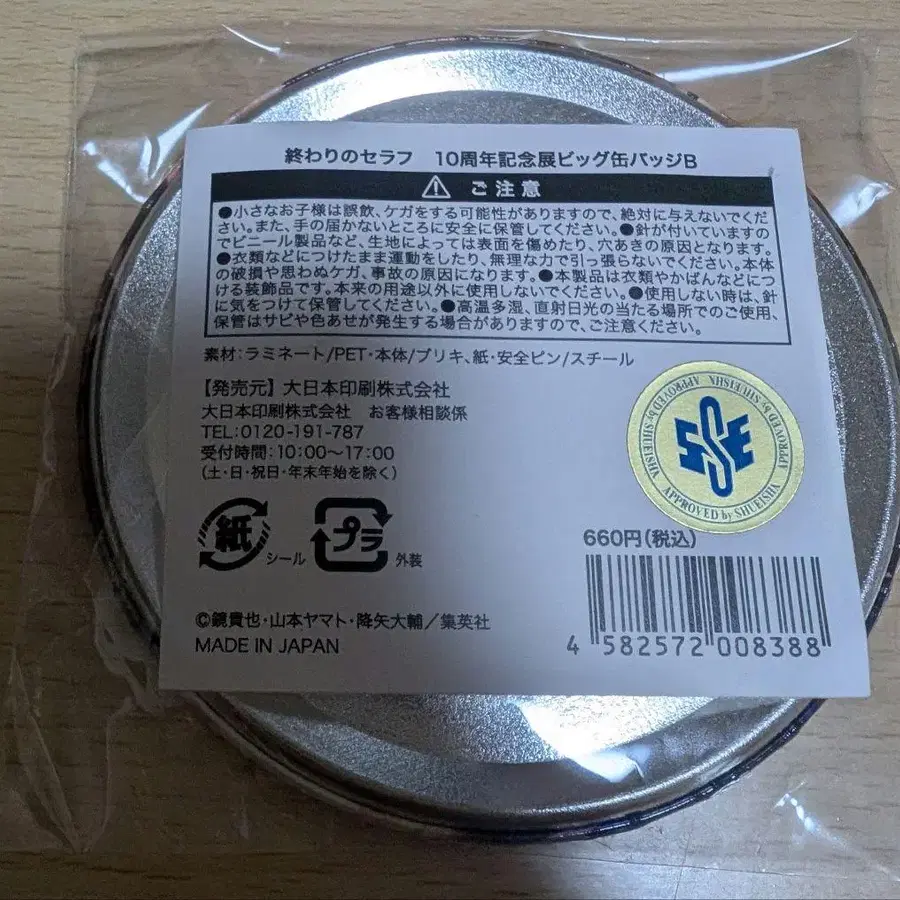 終わりのセラフ 10周年記念展ビッグ缶バッジB
ご注意
●小さなお子様は誤飲、ケガをする可能性がありますので、絶対に与えないでくだ
さい。また、手の届かないところに安全に保管してください。●針が付いていますの
でビニール製品など、生地によっては表面を傷めたり、穴あきの原因となります。
●衣類などにつけたまま運動をしたり、無理な力で引っ張らないでください。本体
の破損や思わぬケガ、事故の原因になります。●本製品は衣類やかばんなどにつ
ける装飾品です。本来の用途以外に使用しないでください。●使用しない時は、針
に気をつけて保管してください。●高温多湿、直射日光の当たる場所でのご使用、
保管はサビや色あせが発生する場合がありますので、ご注意ください。
素材:ラミネート/PET・本体/ブリキ、紙・安全ピン/スチール
【発売元】大日本印刷株式会社
大日本印刷株式会社 お客様相談係
TEL:0120-191-787
受付時間:10:00〜17:00
(土・日・祝日・年末年始を除く)
紙 シール プラ 外装
APPROVED by SHUEISHA
APPROVED by SHUEISHA
660円(税込)
4 582572 008388
©鏡貴也・山本ヤマト・降矢大輔/集英社
MADE IN JAPAN